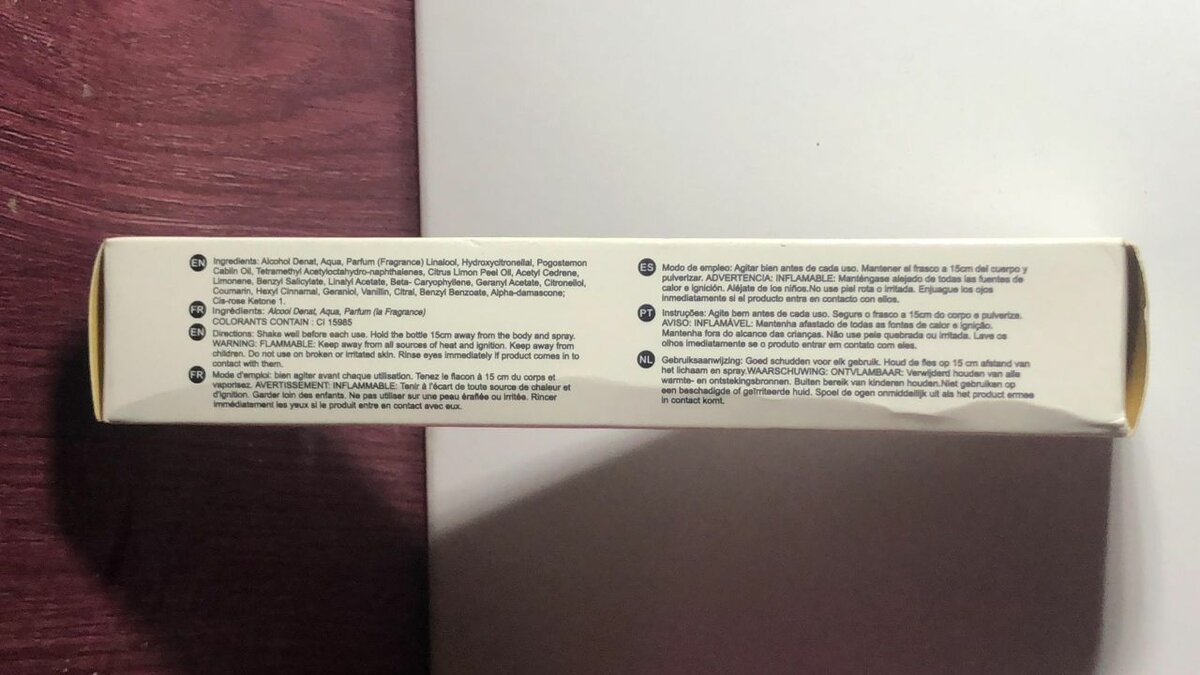 EN Ingredients: Alcohol Denat, Aqua, Parfum (Fragrance) Linalool, Hydroxycitronellal, Pogostemon
Cablin Oil, Tetramethyl Acetyloctahydro-naphthalenes, Citrus Limon Peel Oil, Acetyl Cedrene,
Limonene, Benzyl Salicylate, Linalyl Acetate, Beta- Caryophyllene, Geranyl Acetate, Citronellol,
Coumarin, Hexyl Cinnamal, Geraniol, Vanillin, Citral, Benzyl Benzoate, Alpha-damascone;
Cis-rose Ketone 1.
FR Ingrédients: Alcool Denat, Aqua, Parfum (la Fragrance)
COLORANTS CONTAIN : CI 15985
EN Directions: Shake well before each use. Hold the bottle 15cm away from the body and spray.
WARNING: FLAMMABLE: Keep away from all sources of heat and ignition. Keep away from
children. Do not use on broken or irritated skin. Rinse eyes immediately if product comes in to
contact with them.
FR Mode d'emploi: bien agiter avant chaque utilisation. Tenez le flacon à 15 cm du corps et
vaporisez. AVERTISSEMENT: INFLAMMABLE: Tenir à l'écart de toute source de chaleur et
d'ignition. Garder loin des enfants. Ne pas utiliser sur une peau éraflée ou irritée. Rincer
immédiatement les yeux si le produit entre en contact avec eux.
ES Modo de empleo: Agitar bien antes de cada uso. Mantener el frasco a 15cm del cuerpo y
pulverizar. ADVERTENCIA: INFLAMABLE: Manténgase alejado de todas las fuentes de
calor e ignición. Aléjate de los niños.No use piel rota o irritada. Enjuague los ojos
inmediatamente si el producto entra en contacto con ellos.
PT Instruções: Agite bem antes de cada uso. Segure o frasco a 15cm do corpo e pulverize.
AVISO: INFLAMÁVEL: Mantenha afastado de todas as fontes de calor e ignição.
Mantenha fora do alcance das crianças. Não use pele quebrada ou irritada. Lave os
olhos imediatamente se o produto entrar em contato com eles.
NL Gebruiksaanwijzing: Goed schudden voor elk gebruik. Houd de fles op 15 cm afstand van
het lichaam en spray.WAARSCHUWING: ONTVLAMBAAR: Verwijderd houden van alle
warmte- en ontstekingsbronnen. Buiten bereik van kinderen houden.Niet gebruiken op
een beschadigde of geïrriteerde huid. Spoel de ogen onmiddellijk uit als het product ermee
in contact komt.